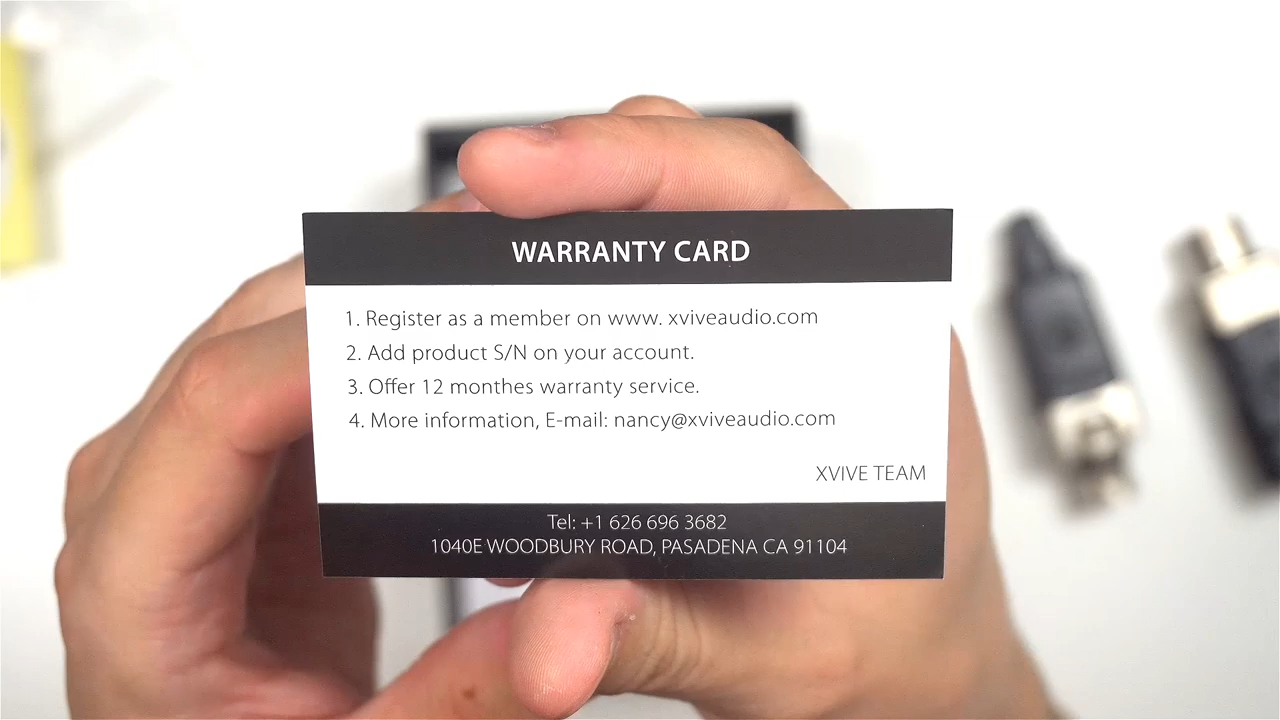 WARRANTY CARD
1. Register as a member on www. xviveaudio.com
2. Add product S/N on your account.
3. Offer 12 monthes warranty service.
4. More information, E-mail: nancy@xviveaudio.com
XVIVE TEAM
Tel: +1 626 696 3682
1040E WOODBURY ROAD, PASADENA CA 91104